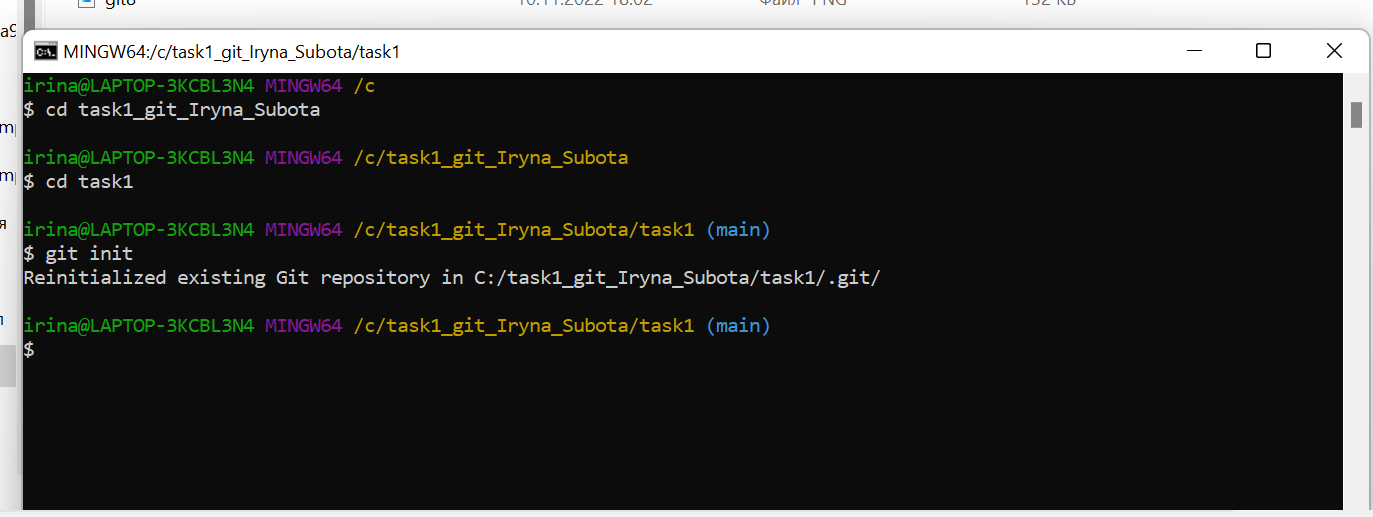 git6 10.11.2022 18:02 Файл "PNG" 132 КБ
MINGW64:/c/task1_git_Iryna_Subota/task1
irina@LAPTOP-3KCBL3N4 MINGW64 /c
$ cd task1_git_Iryna_Subota
irina@LAPTOP-3KCBL3N4 MINGW64 /c/task1_git_Iryna_Subota
$ cd task1
irina@LAPTOP-3KCBL3N4 MINGW64 /c/task1_git_Iryna_Subota/task1 (main)
$ git init
Reinitialized existing Git repository in C:/task1_git_Iryna_Subota/task1/.git/
irina@LAPTOP-3KCBL3N4 MINGW64 /c/task1_git_Iryna_Subota/task1 (main)
$